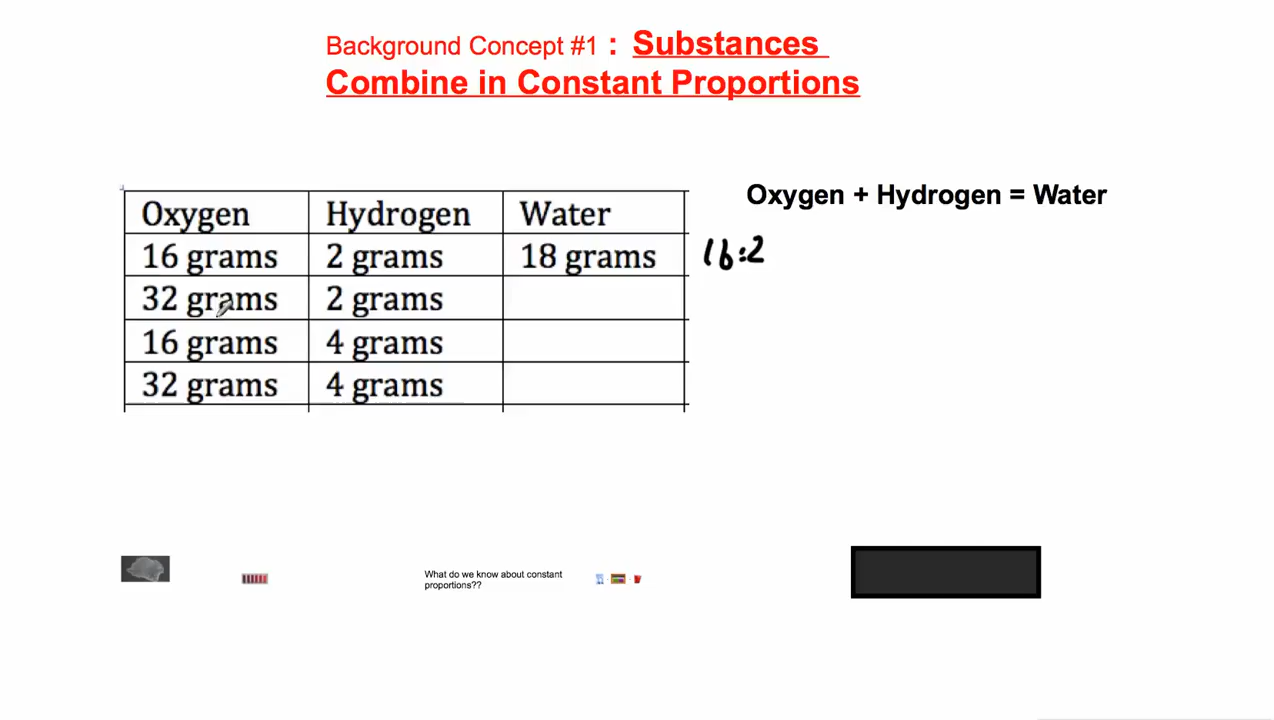 Background Concept #1 : Substances
Combine in Constant Proportions
Oxygen + Hydrogen = Water
Oxygen Hydrogen Water
16 grams 2 grams 18 grams 16:2
32 grams 2 grams
16 grams 4 grams
32 grams 4 grams
What do we know about constant
proportions??